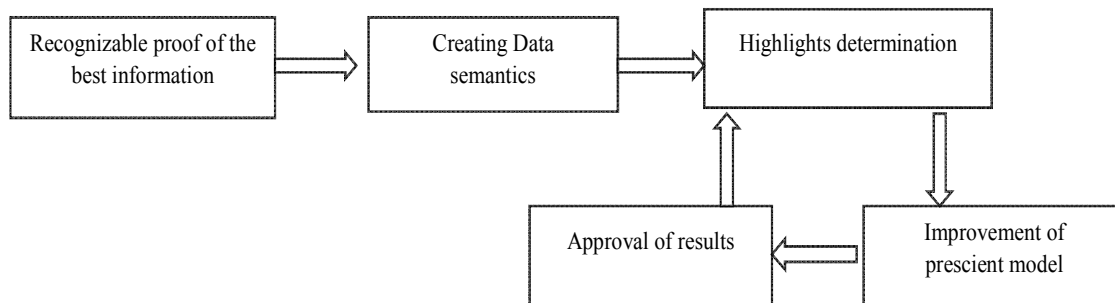 Recognizable proof of the
best information
Creating Data
semantics
Highlights determination
Approval of results
Improvement of
prescient model